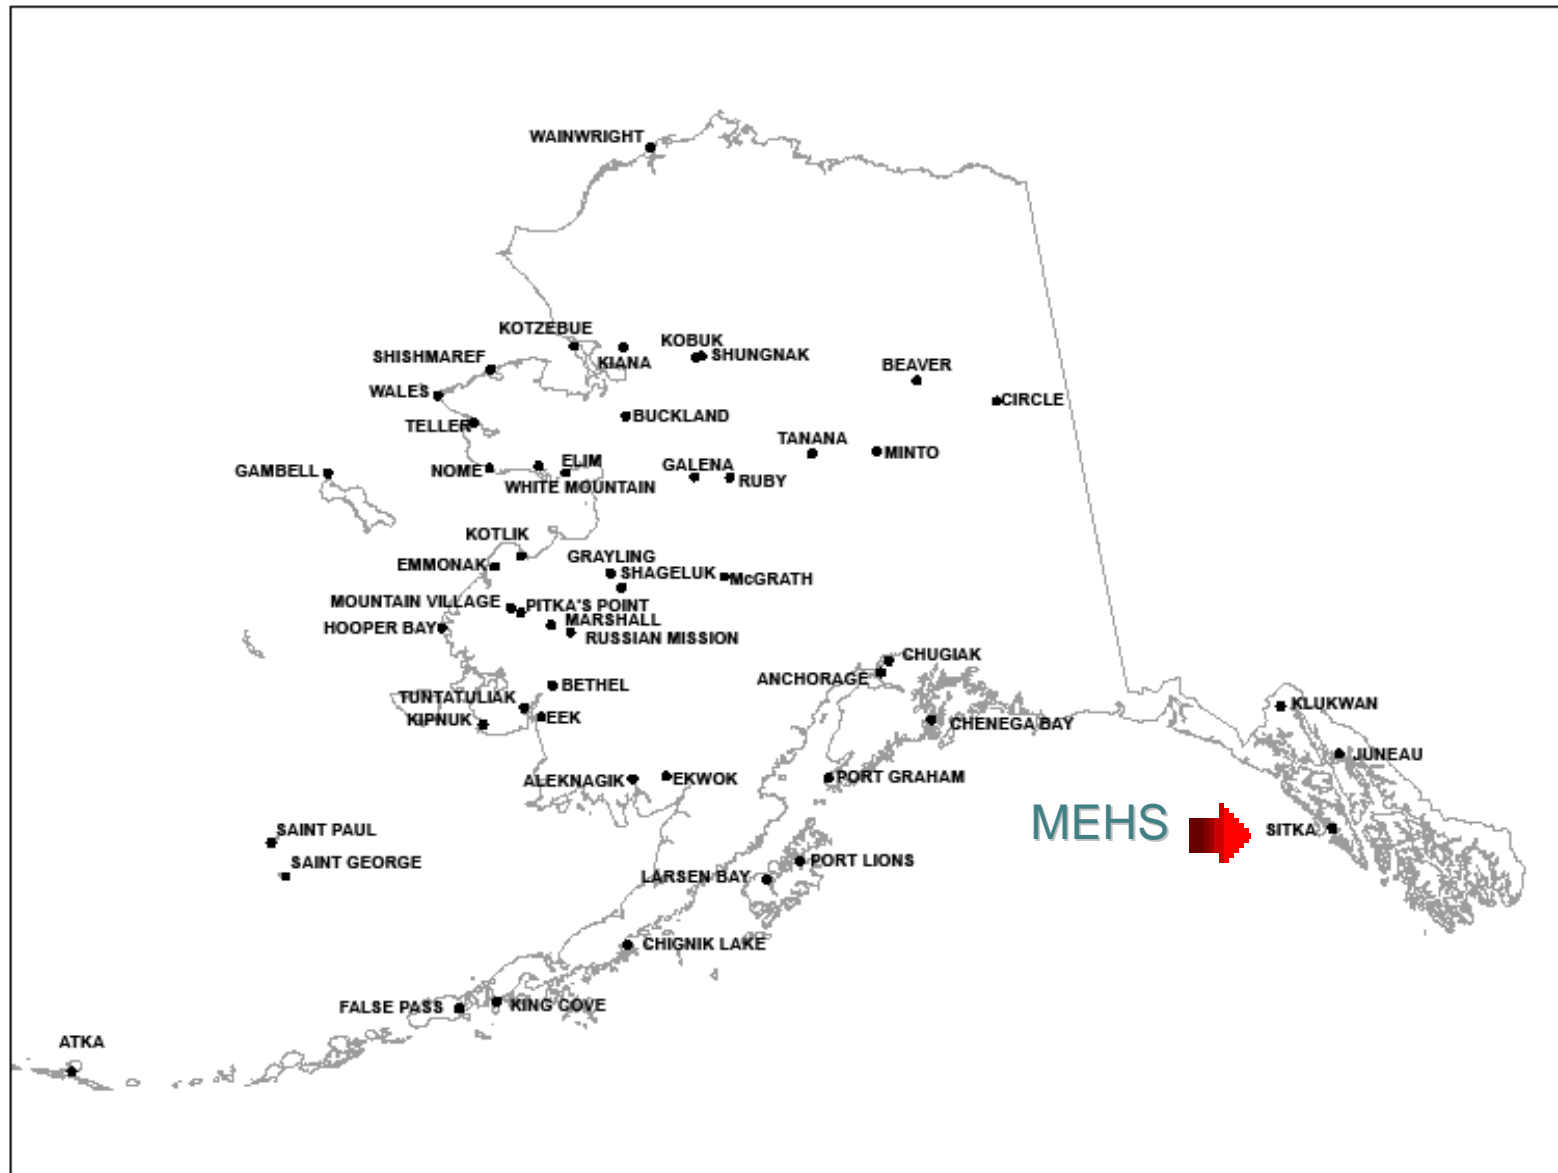 WAINWRIGHT
KOTZEBUE
KOBUK
SHISHMAREF
KIANA
SHUNGNAK
BEAVER
WALES
CIRCLE
TELLER
BUCKLAND
TANANA
MINTO
GAMBELL
NOME
ELIM
GALENA
RUBY
WHITE MOUNTAIN
KOTLIK
EMMONAK
GRAYLING
SHAGELUK
McGRATH
MOUNTAIN VILLAGE
PITKA'S POINT
MARSHALL
HOOPER BAY
RUSSIAN MISSION
CHUGIAK
ANCHORAGE
BETHEL
TUNTATULIAK
KIPNUK
EEK
CHENEGA BAY
KLUKWAN
JUNEAU
ALEKNAGIK
EKWOK
PORT GRAHAM
MEHS
SITKA
SAINT PAUL
SAINT GEORGE
PORT LIONS
LARSEN BAY
CHIGNIK LAKE
FALSE PASS
KING COVE
ATKA